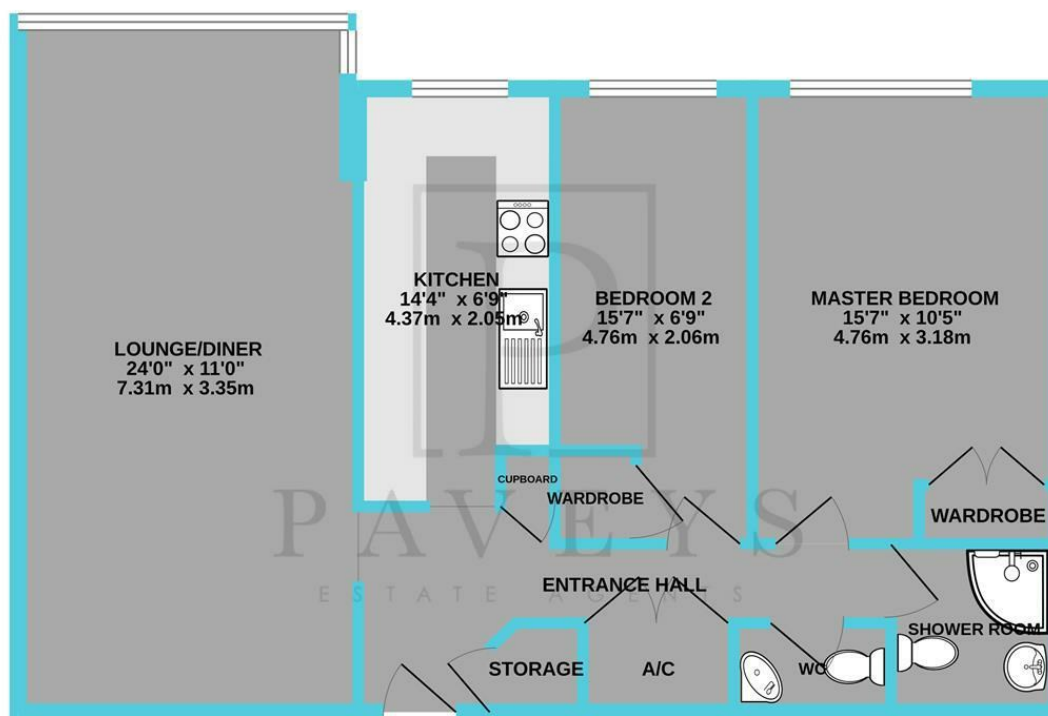 LOUNGE/DINER
24'0" x 11'0"
7.31m x 3.35m
KITCHEN
14'4" x 6'9"
4.37m x 2.05m
BEDROOM 2
15'7" x 6'9"
4.76m x 2.06m
MASTER BEDROOM
15'7" x 10'5"
4.76m x 3.18m
CUPBOARD
WARDROBE
WARDROBE
P
PAVEYS
ESTATE AGENTS
ENTRANCE HALL
SHOWER ROOM
STORAGE
A/C
WC